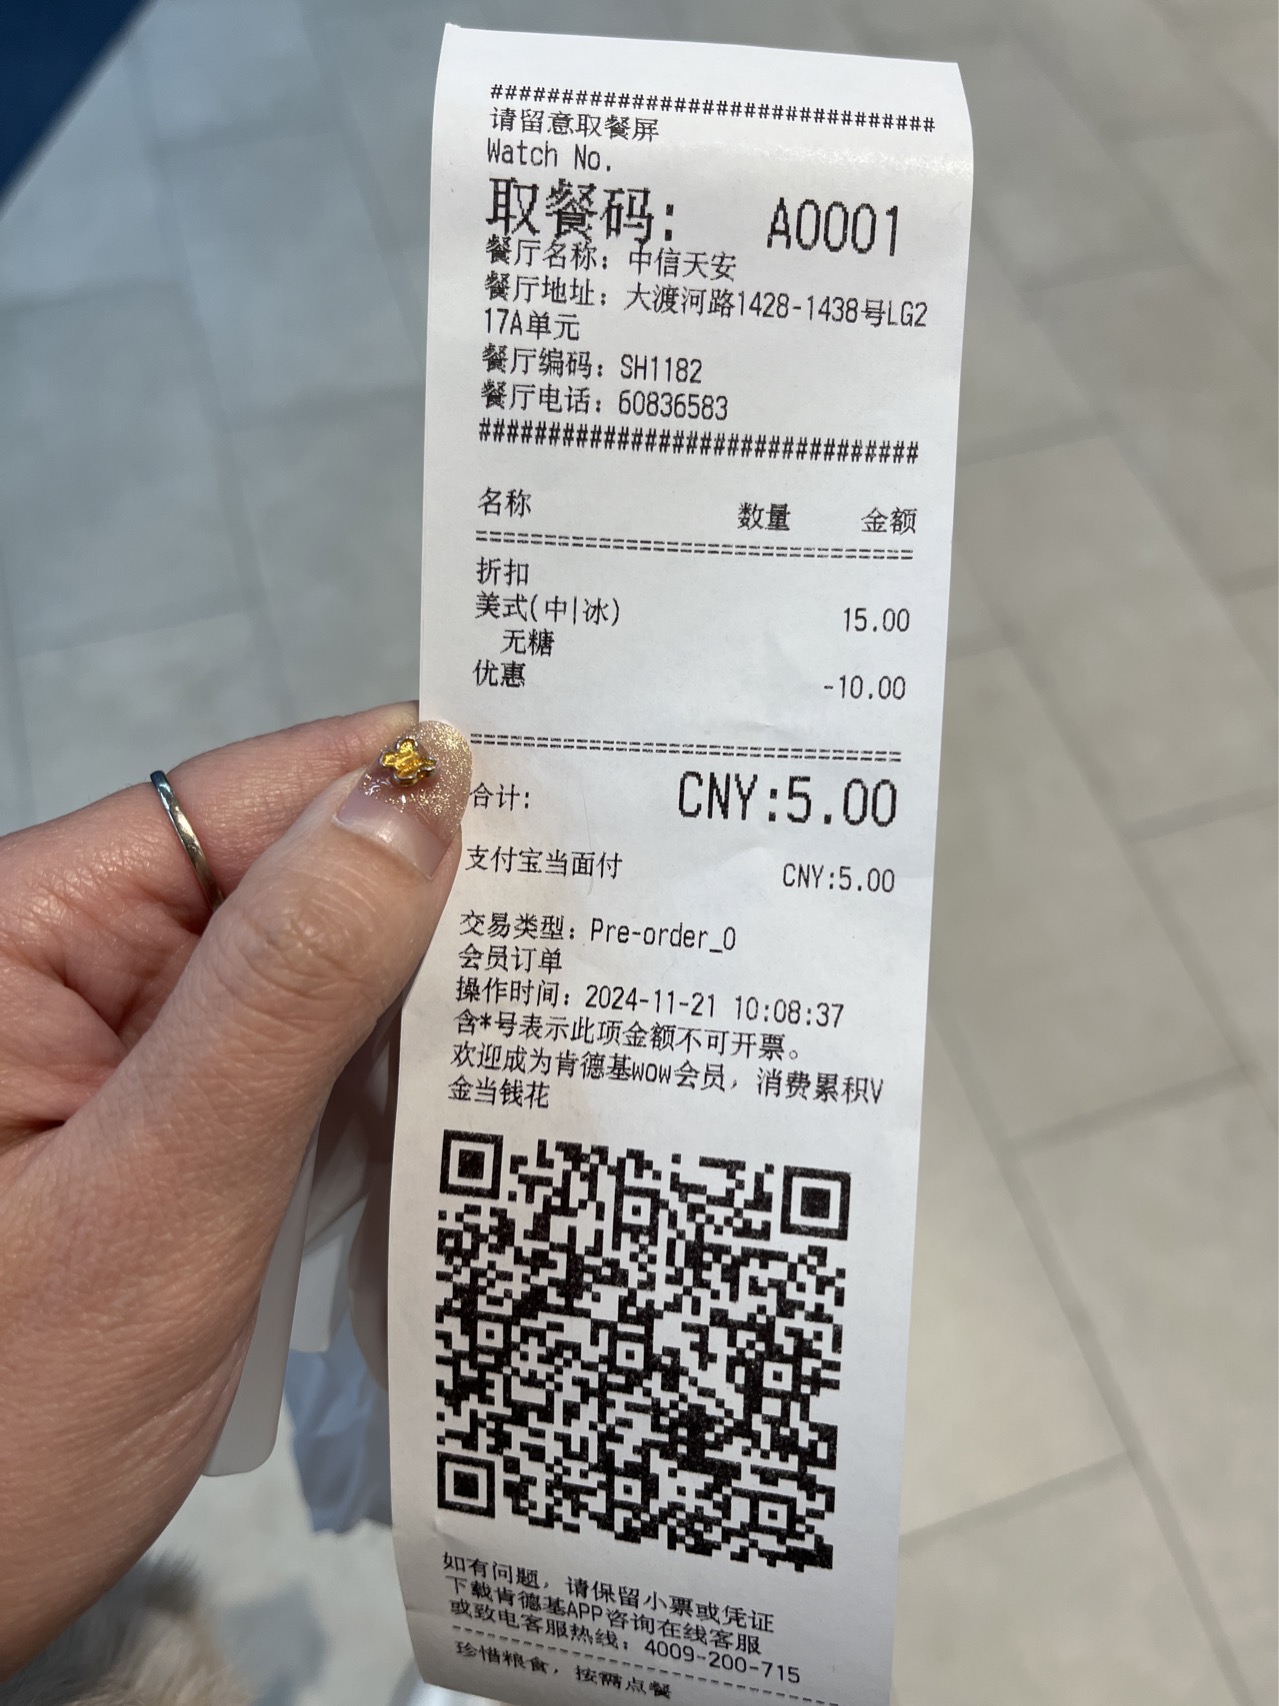 ################################
请留意取餐屏
Watch No.
取餐码: A0001
餐厅名称: 中信天安
餐厅地址: 大渡河路1428-1438号LG2
17A单元
餐厅编码: SH1182
餐厅电话: 60836583
################################
名称 数量 金额
================================
折扣
美式(中|冰) 15.00
无糖
优惠 -10.00
================================
合计: CNY:5.00
支付宝当面付 CNY:5.00
交易类型: Pre-order_0
会员订单
操作时间: 2024-11-21 10:08:37
含*号表示此项金额不可开票。
欢迎成为肯德基wow会员, 消费累积V
金当钱花
如有问题, 请保留小票或凭证
下载肯德基APP咨询在线客服
或致电客服热线: 4009-200-715
--------------------------------
珍惜粮食, 按需点餐